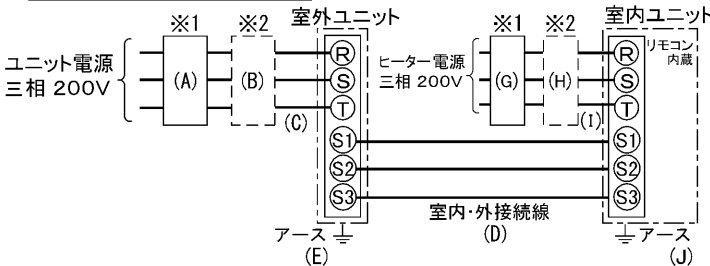 室外ユニット
室内ユニット
※1
※2
※1
※2
ユニット電源
三相 200V
(A)
(B)
(C)
R
S
T
S1
S2
S3
ヒーター電源
三相 200V
(G)
(H)
(I)
R
S
T
S1
S2
S3
リモコン
内蔵
室内・外接続線
(D)
アース
(E)
アース
(J)